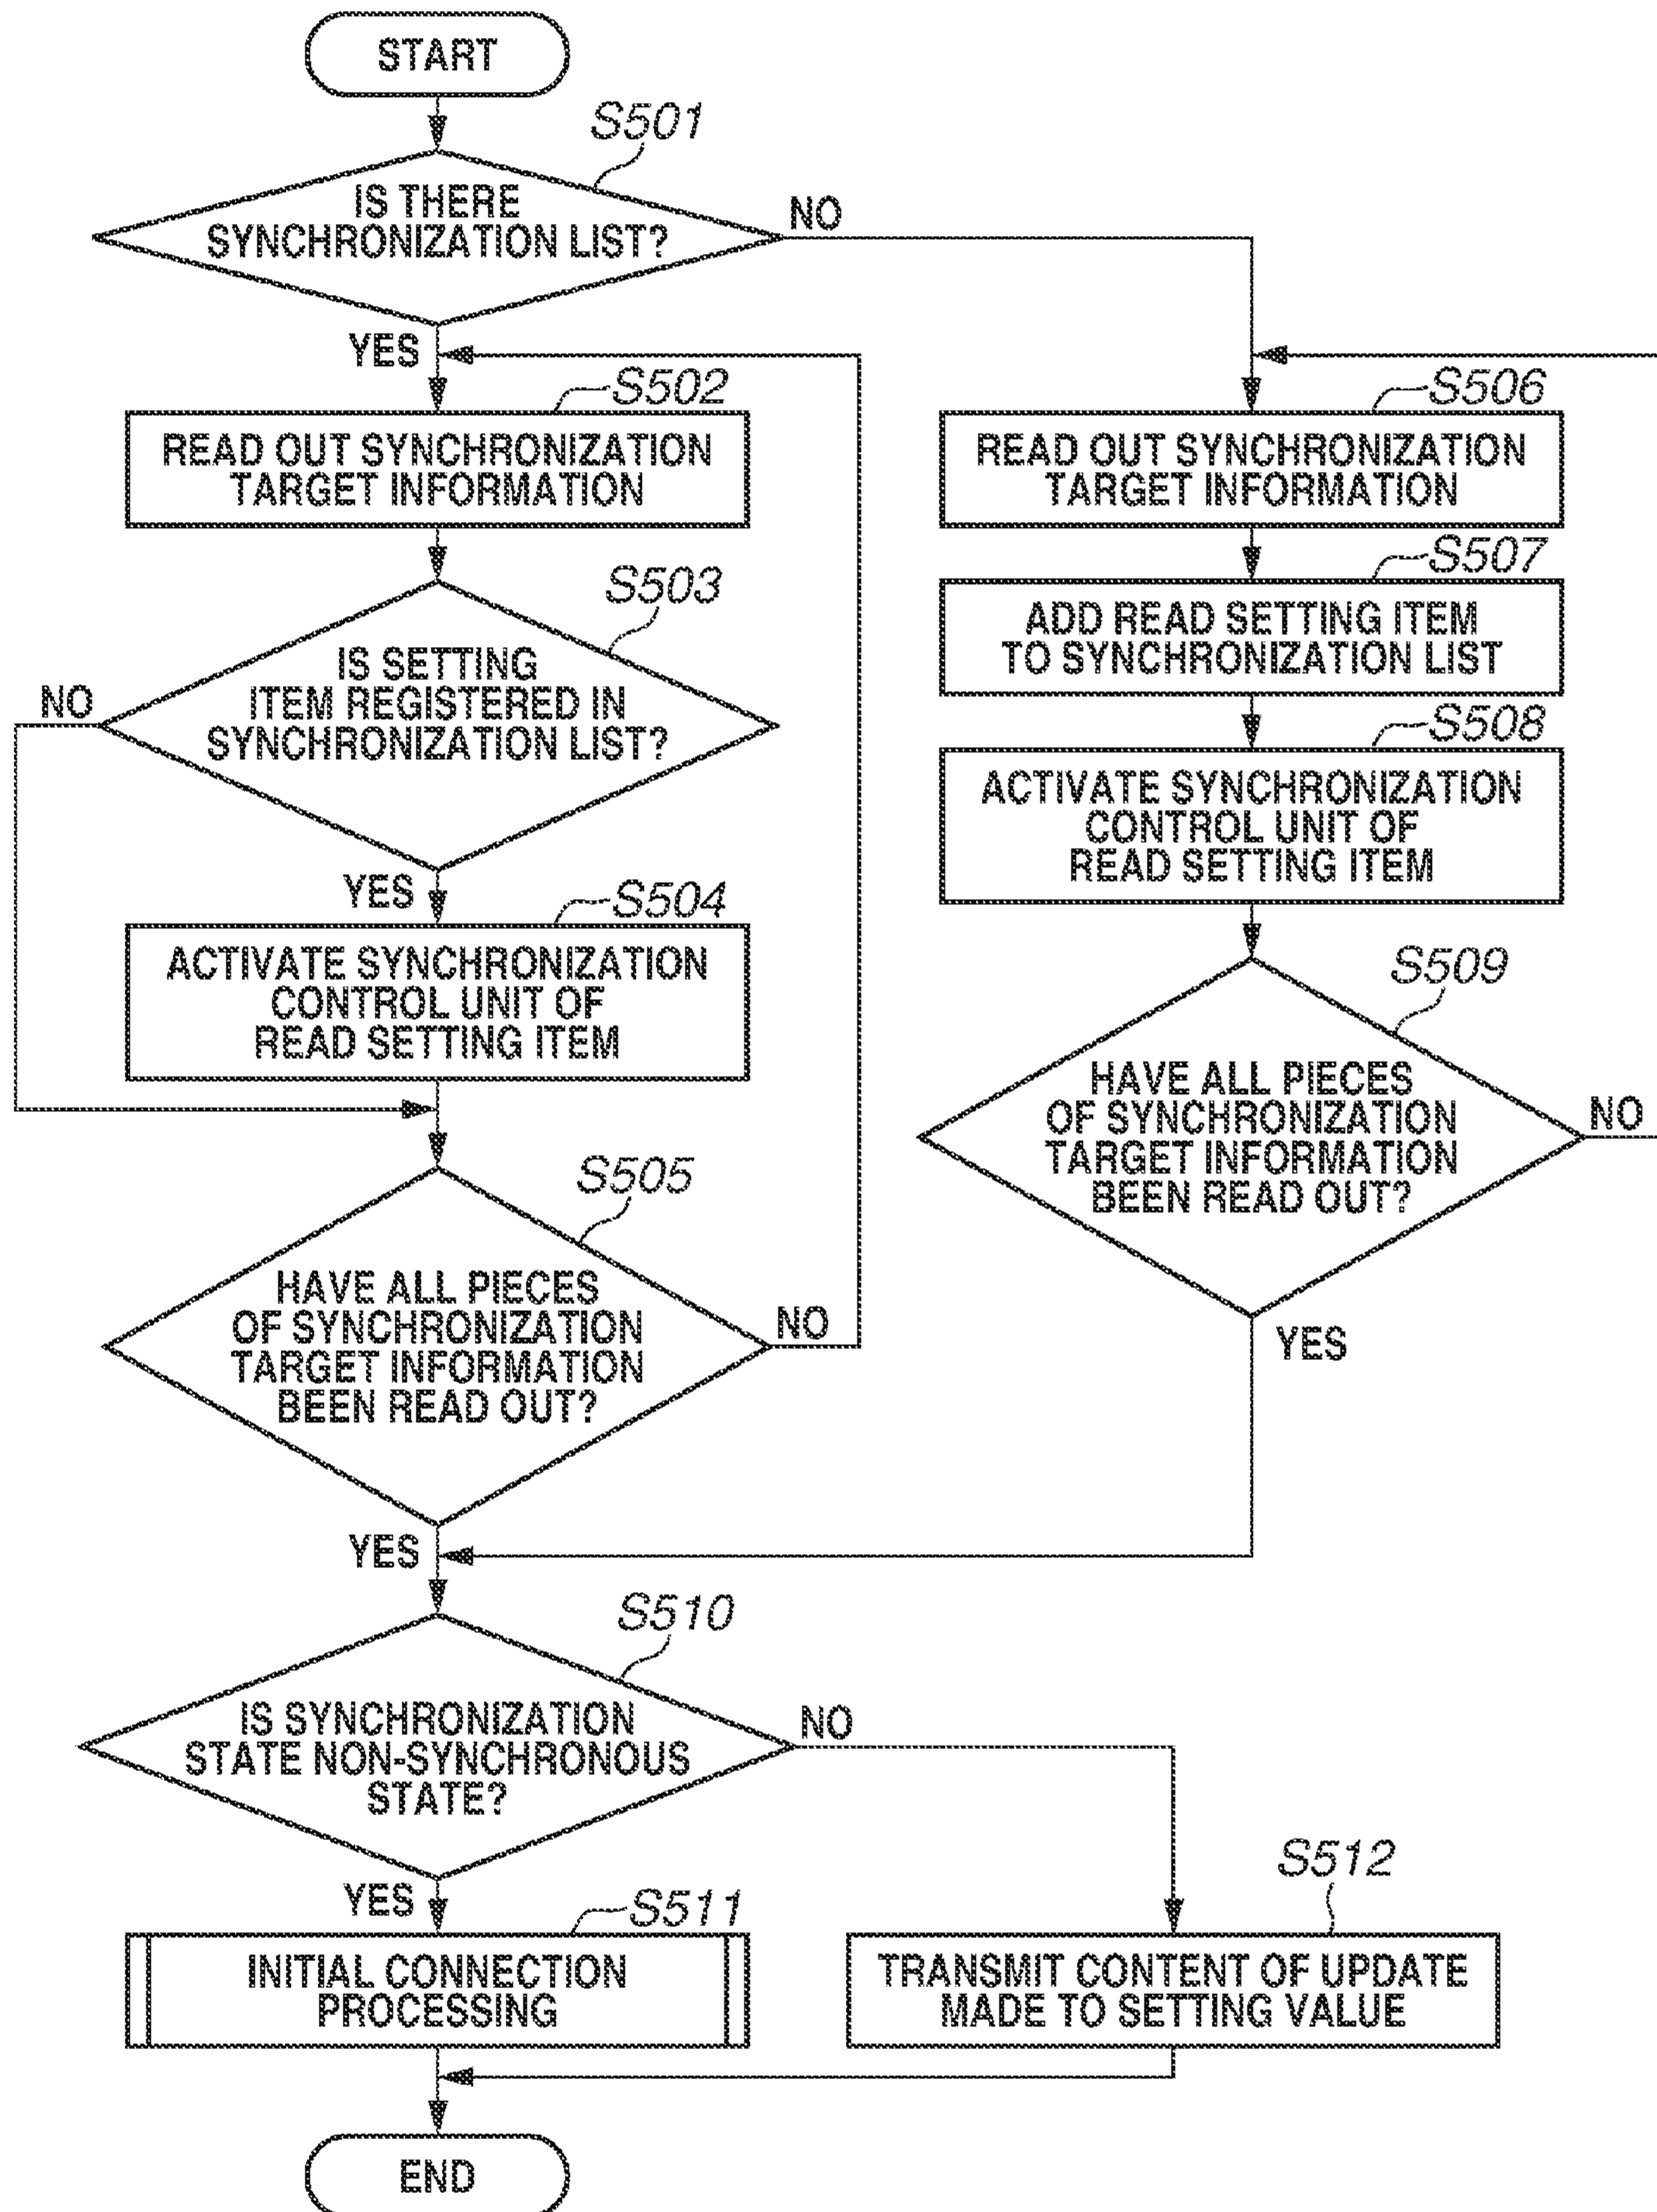 START
S501
IS THERE
SYNCHRONIZATION LIST?
NO
YES
S502
READ OUT SYNCHRONIZATION
TARGET INFORMATION
S503
IS SETTING
ITEM REGISTERED IN
SYNCHRONIZATION LIST?
NO
YES
S504
ACTIVATE SYNCHRONIZATION
CONTROL UNIT OF
READ SETTING ITEM
S505
HAVE ALL PIECES
OF SYNCHRONIZATION
TARGET INFORMATION
BEEN READ OUT?
NO
YES
S506
READ OUT SYNCHRONIZATION
TARGET INFORMATION
S507
ADD READ SETTING ITEM
TO SYNCHRONIZATION LIST
S508
ACTIVATE SYNCHRONIZATION
CONTROL UNIT OF
READ SETTING ITEM
S509
HAVE ALL PIECES
OF SYNCHRONIZATION
TARGET INFORMATION
BEEN READ OUT?
NO
YES
S510
IS SYNCHRONIZATION
STATE NON-SYNCHRONOUS
STATE?
NO
YES
S511
INITIAL CONNECTION
PROCESSING
S512
TRANSMIT CONTENT OF UPDATE
MADE TO SETTING VALUE
END